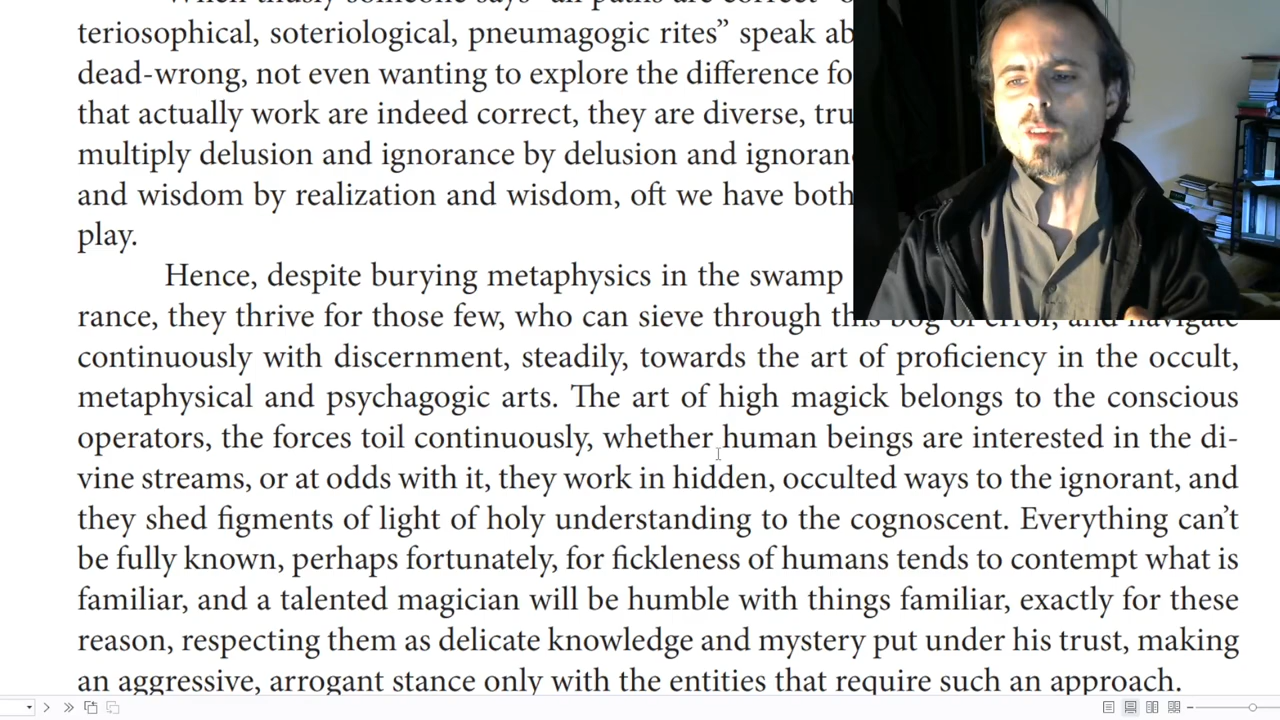 teriosophical, soteriological, pneumagogic rites” speak ab
dead-wrong, not even wanting to explore the difference fo
that actually work are indeed correct, they are diverse, tru
multiply delusion and ignorance by delusion and ignoran
and wisdom by realization and wisdom, oft we have both
play.
Hence, despite burying metaphysics in the swamp
rance, they thrive for those few, who can sieve through this bog of error, and navigate
continuously with discernment, steadily, towards the art of proficiency in the occult,
metaphysical and psychagogic arts. The art of high magick belongs to the conscious
operators, the forces toil continuously, whether human beings are interested in the di-
vine streams, or at odds with it, they work in hidden, occulted ways to the ignorant, and
they shed figments of light of holy understanding to the cognoscent. Everything can’t
be fully known, perhaps fortunately, for fickleness of humans tends to contempt what is
familiar, and a talented magician will be humble with things familiar, exactly for these
reason, respecting them as delicate knowledge and mystery put under his trust, making
an aggressive, arrogant stance only with the entities that require such an approach.